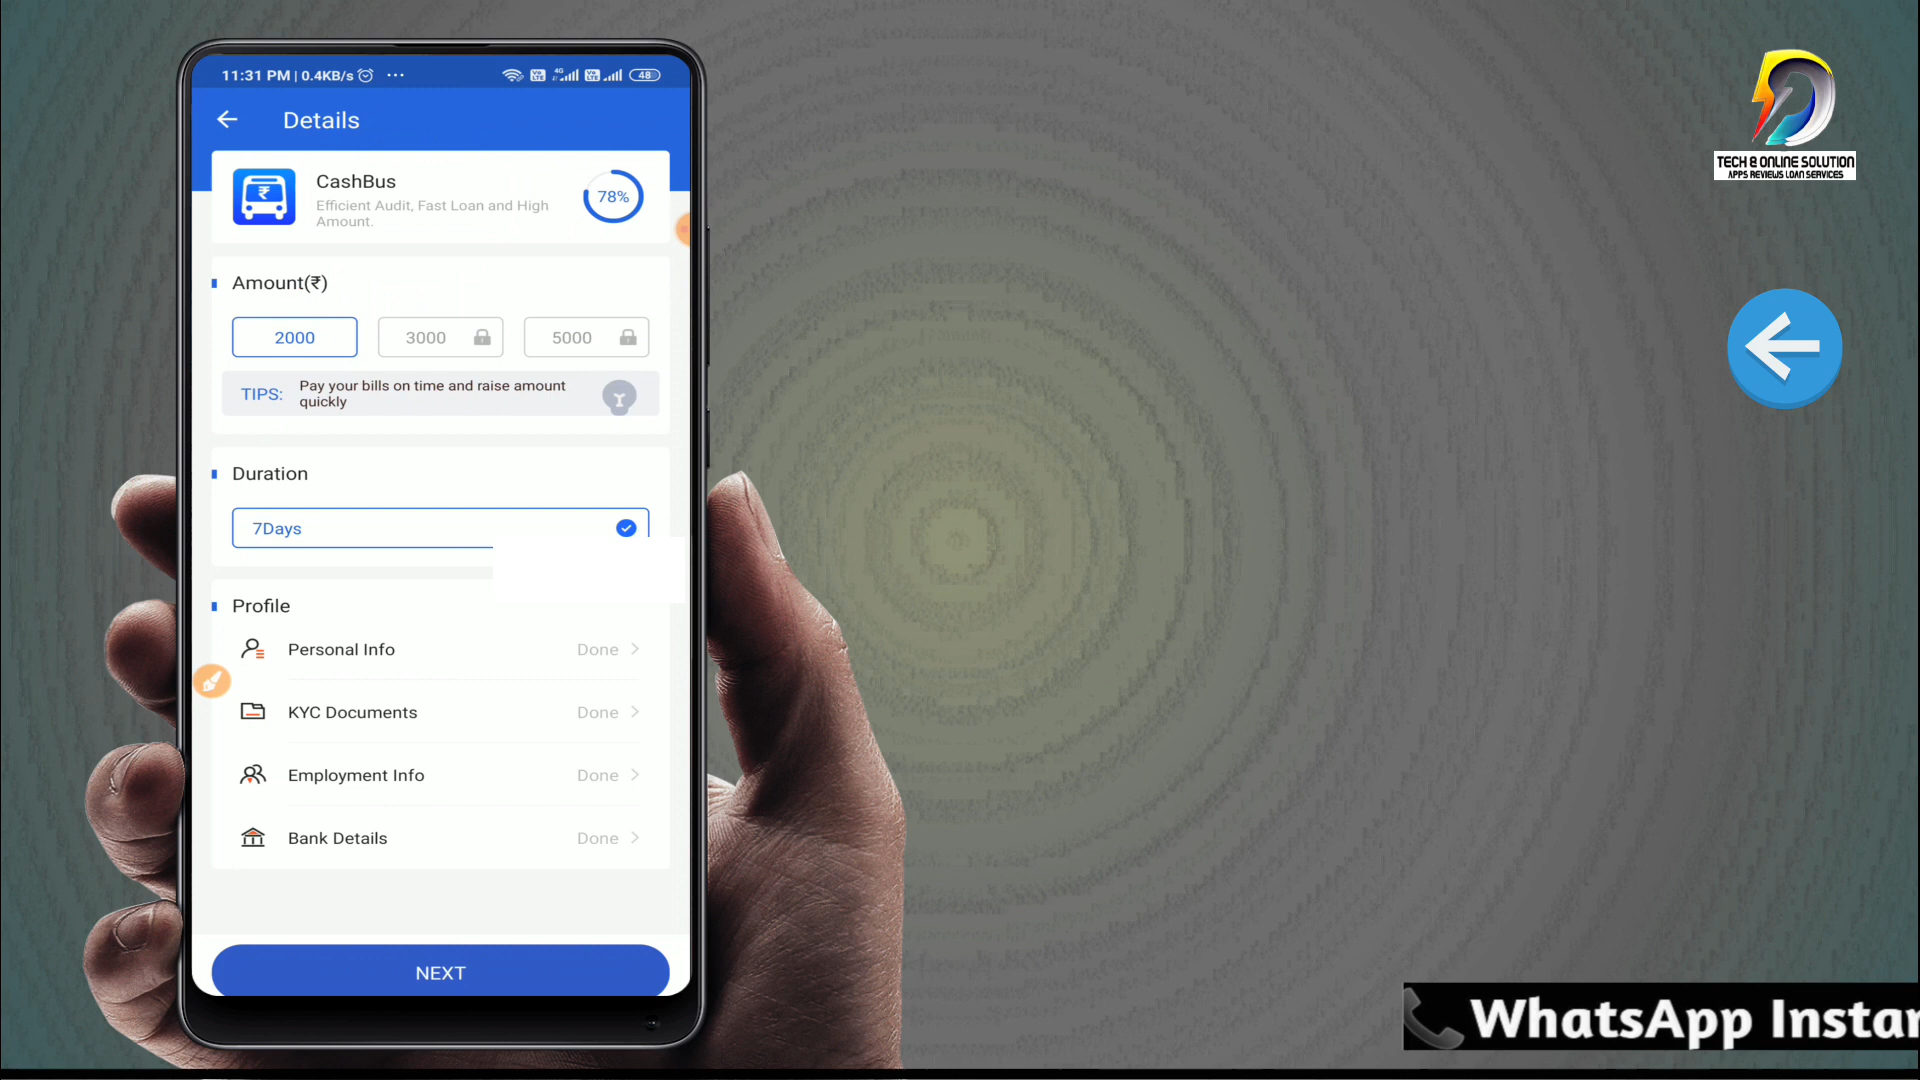 11:31 PM | 0.4KB/s
4G
48
Details
CashBus
Efficient Audit, Fast Loan and High
Amount.
78%
Amount(₹)
2000
3000
5000
TIPS:
Pay your bills on time and raise amount
quickly
Duration
7Days
Profile
Personal Info
Done
KYC Documents
Done
Employment Info
Done
Bank Details
Done
NEXT
TECH & ONLINE SOLUTION
APPS REVIEWS LOAN SERVICES
WhatsApp Instan